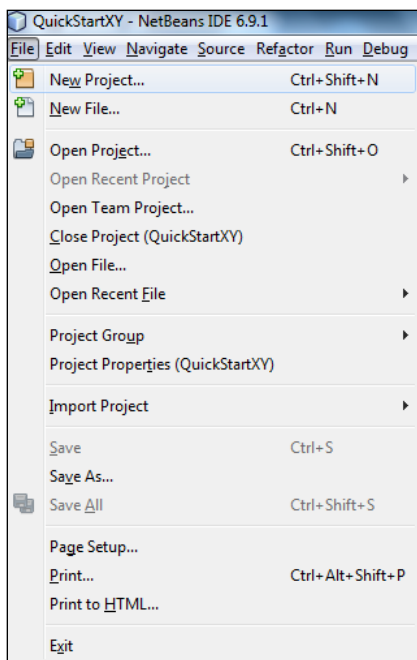 QuickStartXY - NetBeans IDE 6.9.1
File Edit View Navigate Source Refactor Run Debug
New Project... Ctrl+Shift+N
New File... Ctrl+N
Open Project... Ctrl+Shift+O
Open Recent Project
Open Team Project...
Close Project (QuickStartXY)
Open File...
Open Recent File
Project Group
Project Properties (QuickStartXY)
Import Project
Save Ctrl+S
Save As...
Save All Ctrl+Shift+S
Page Setup...
Print... Ctrl+Alt+Shift+P
Print to HTML...
Exit